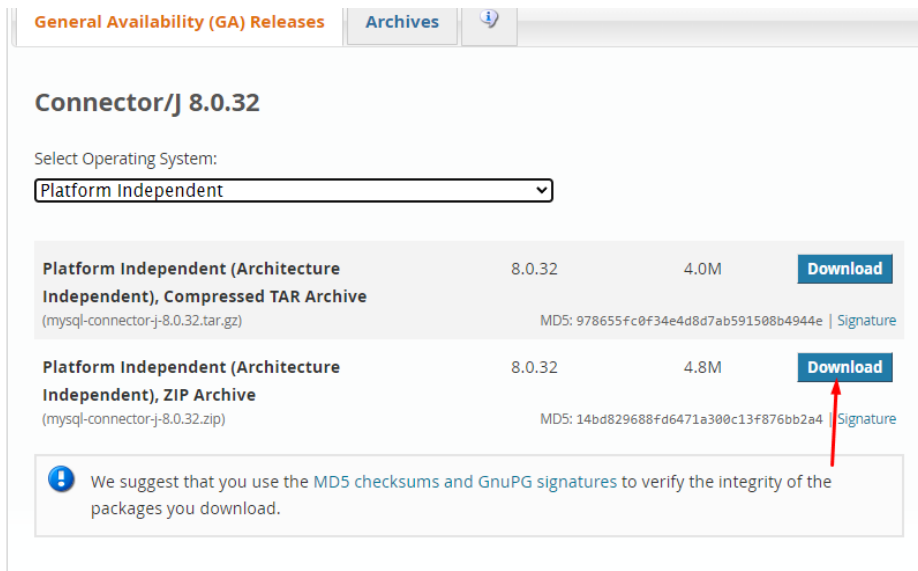 General Availability (GA) Releases
Archives
Connector/J 8.0.32
Select Operating System:
Platform Independent
Platform Independent (Architecture
Independent), Compressed TAR Archive
(mysql-connector-j-8.0.32.tar.gz)
8.0.32
4.0M
Download
MD5: 978655fc0f34e4d8d7ab591508b4944e | Signature
Platform Independent (Architecture
Independent), ZIP Archive
(mysql-connector-j-8.0.32.zip)
8.0.32
4.8M
Download
MD5: 14bd829688fd6471a300c13f876bb2a4 | Signature
We suggest that you use the MD5 checksums and GnuPG signatures to verify the integrity of the
packages you download.